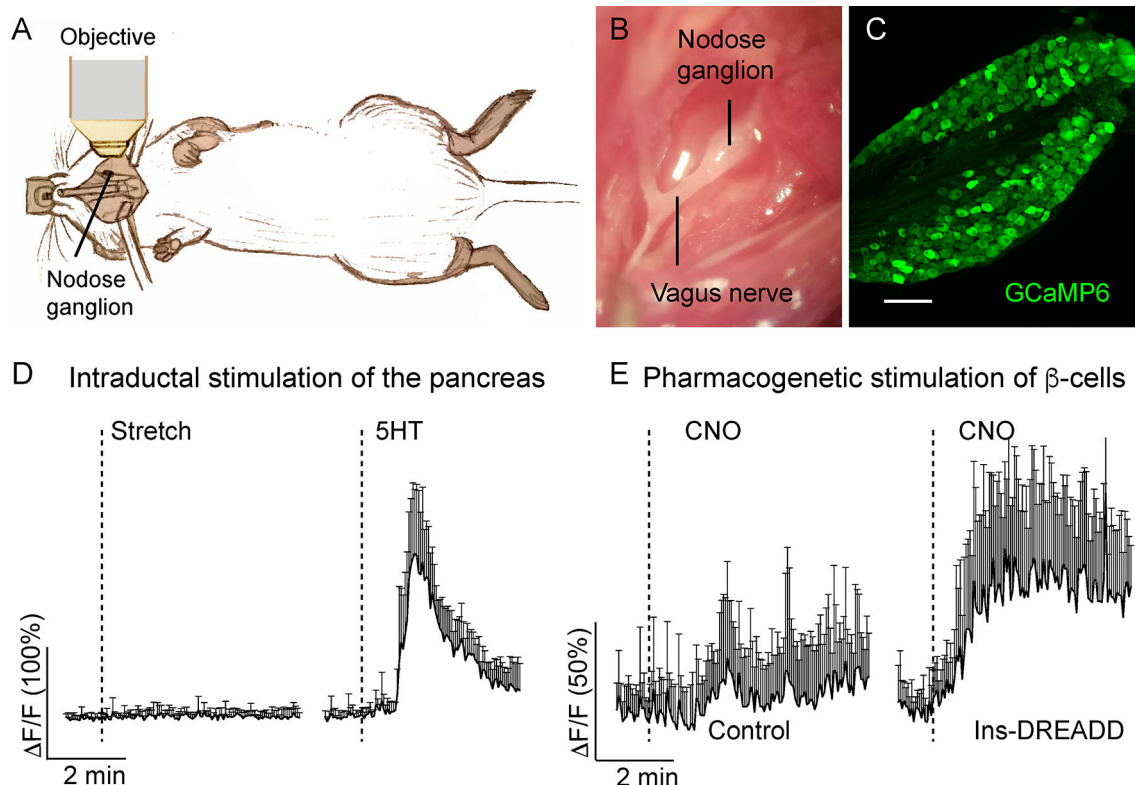 A
Objective
Nodose
ganglion
B
Nodose
ganglion
Vagus nerve
C
GCaMP6
D Intraductal stimulation of the pancreas
Stretch
5HT
ΔF/F (100%)
2 min
E Pharmacogenetic stimulation of β-cells
CNO
CNO
ΔF/F (50%)
Control
Ins-DREADD
2 min